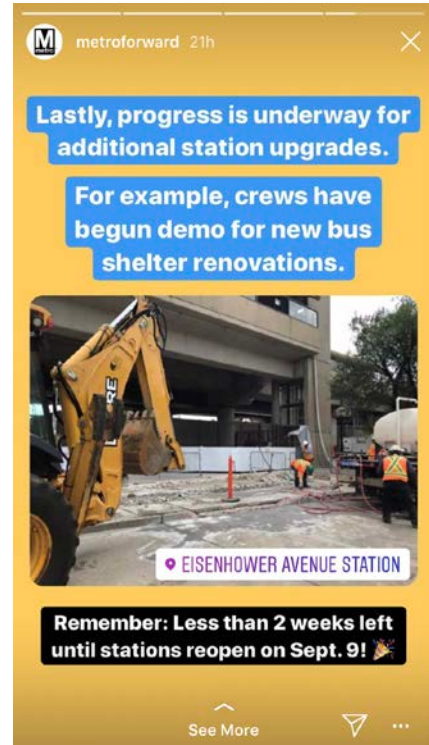 M
metro
metroforward 21h
Lastly, progress is underway for
additional station upgrades.
For example, crews have
begun demo for new bus
shelter renovations.
DEERE
EISENHOWER AVENUE STATION
Remember: Less than 2 weeks left
until stations reopen on Sept. 9! 🎉
See More